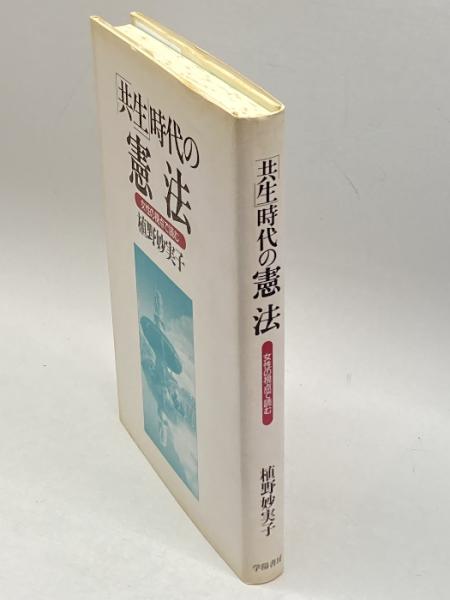 「共生」時代の
憲法
女性の視点で読む
植野妙実子
「共生」時代の憲法
女性の視点で読む
植野妙実子
学陽書房